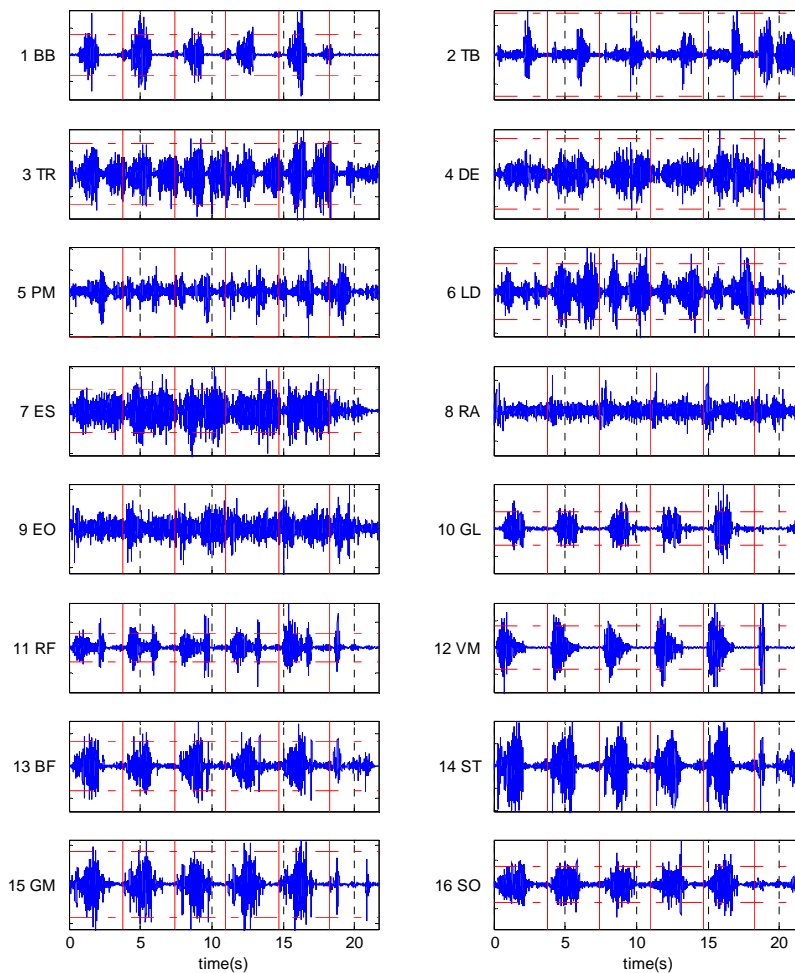 1 BB
2 TB
3 TR
4 DE
5 PM
6 LD
7 ES
8 RA
9 EO
10 GL
11 RF
12 VM
13 BF
14 ST
15 GM
16 SO
0 5 10 15 20
0 5 10 15 20
time(s)
time(s)